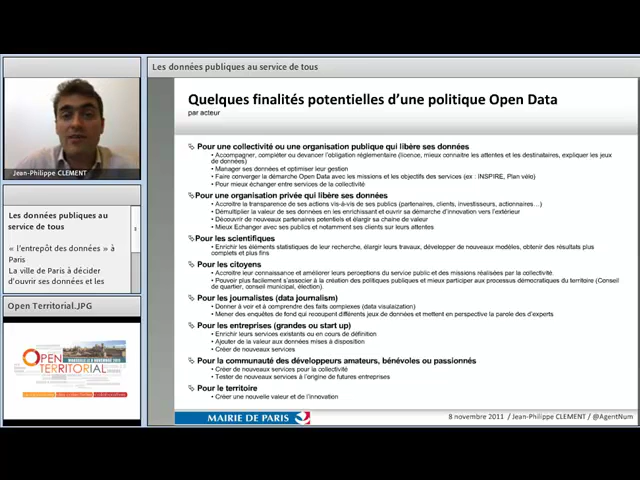 Les données publiques au service de tous
Jean-Philippe CLEMENT
Les données publiques au
service de tous
« l'entrepôt des données » à
Paris
La ville de Paris à décider
d'ouvrir ses données et les
Open Territorial.JPG
OPEN
TERRITORIAL
Quelques finalités potentielles d'une politique Open Data
par acteur
Pour une collectivité ou une organisation publique qui libère ses données
• Accompagner, compléter ou devancer l'obligation réglementaire (licence, mieux connaitre les attentes et les destinataires, expliquer les jeux
de données)
• Manager ses données et optimiser leur gestion
• Faire converger la démarche Open Data avec les missions et les objectifs des services (ex : INSPIRE, Plan vélo)
• Pour mieux échanger entre services de la collectivité
Pour une organisation privée qui libère ses données
• Accroitre la transparence de ses actions vis-à-vis de ses publics (partenaires, clients, investisseurs, actionnaires...)
• Démultiplier la valeur de ses données en les enrichissant et ouvrir sa démarche d'innovation vers l'extérieur
• Découvrir de nouveaux partenaires potentiels et élargir sa chaine de valeur
• Mieux Echanger avec ses publics et notamment ses clients sur leurs attentes
Pour les scientifiques
• Enrichir les éléments statistiques de leur recherche, élargir leurs travaux, développer de nouveaux modèles, obtenir des résultats plus
complets et plus fins
Pour les citoyens
• Accroitre leur connaissance et améliorer leurs perceptions du service public et des missions réalisées par la collectivité.
• Pouvoir plus facilement s'associer à la création des politiques publiques et mieux participer aux processus démocratiques du territoire (Conseil
de quartier, conseil municipal, élection).
Pour les journalistes (data journalism)
• Donner à voir et à comprendre des faits complexes (data visualaization)
• Mener des enquêtes de fond qui recoupent différents jeux de données et mettent en perspective la parole des d'experts
Pour les entreprises (grandes ou start up)
• Enrichir leurs services existants ou en cours de définition
• Ajouter de la valeur aux données mises à disposition
• Créer de nouveaux services
Pour la communauté des développeurs amateurs, bénévoles ou passionnés
• Créer de nouveaux services pour la collectivité
• Tester de nouveaux services à l'origine de futures entreprises
Pour le territoire
• Créer une nouvelle valeur et de l'innovation
MAIRIE DE PARIS
8 novembre 2011 / Jean-Philippe CLEMENT / @AgentNum